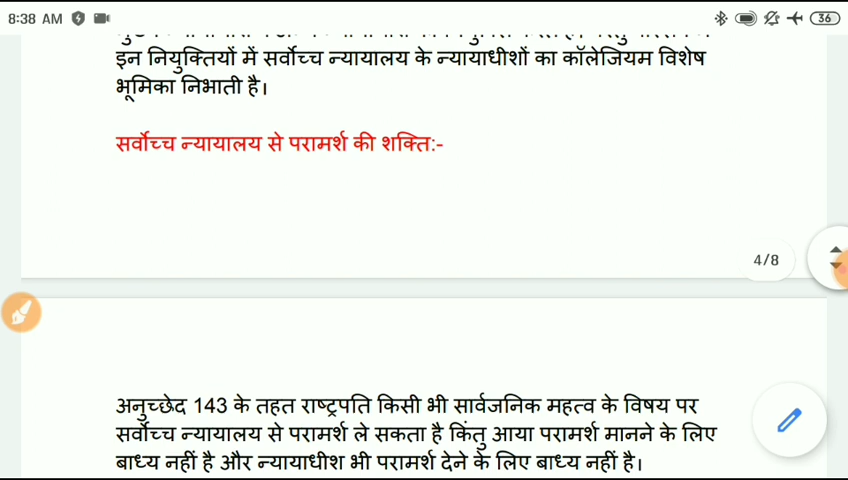 8:38 AM
36
इन नियुक्तियों में सर्वोच्च न्यायालय के न्यायाधीशों का कॉलेजियम विशेष
भूमिका निभाती है।
सर्वोच्च न्यायालय से परामर्श की शक्ति:-
4/8
अनुच्छेद 143 के तहत राष्ट्रपति किसी भी सार्वजनिक महत्व के विषय पर
सर्वोच्च न्यायालय से परामर्श ले सकता है किंतु आया परामर्श मानने के लिए
बाध्य नहीं है और न्यायाधीश भी परामर्श देने के लिए बाध्य नहीं है।